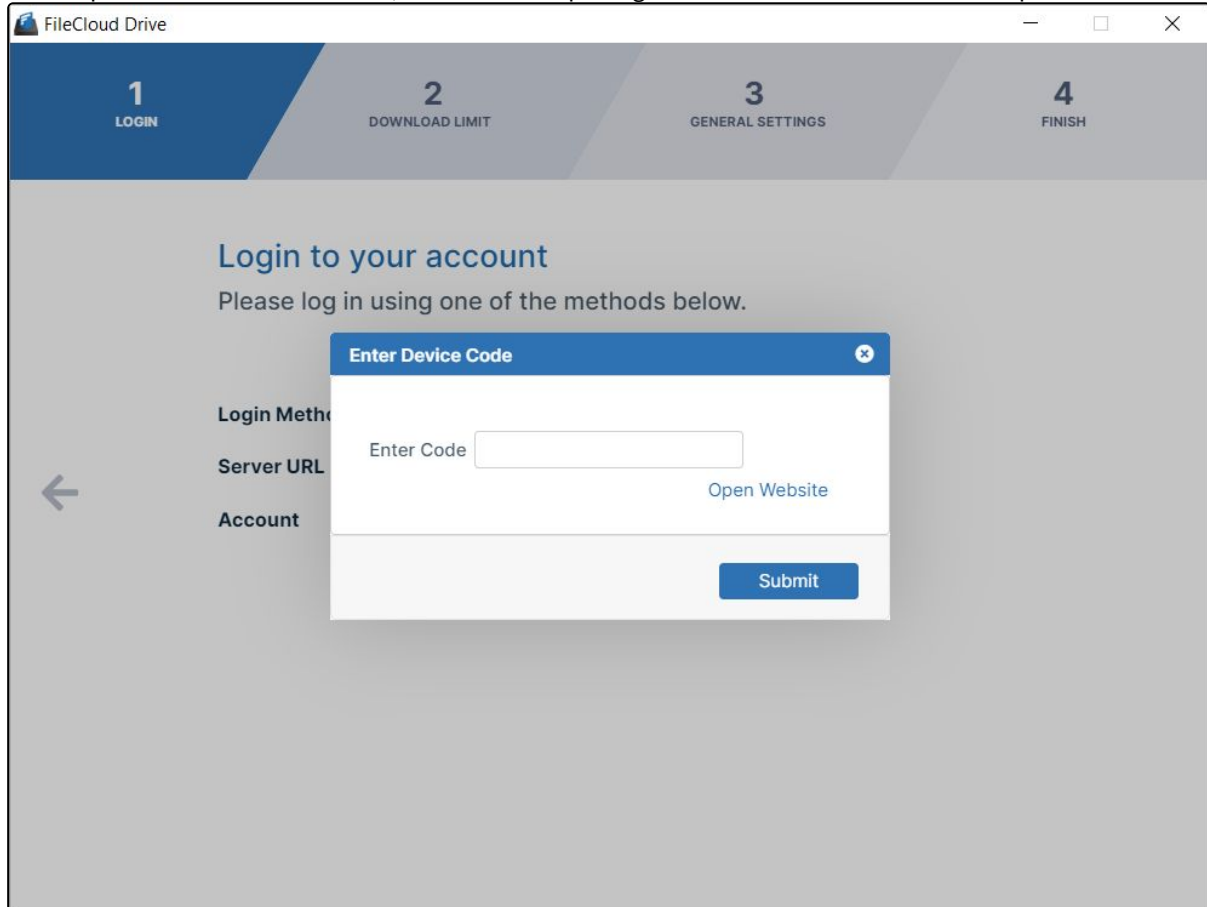 FileCloud Drive
1
LOGIN
2
DOWNLOAD LIMIT
3
GENERAL SETTINGS
4
FINISH
Login to your account
Please log in using one of the methods below.
Enter Device Code
Login
Enter Code
Server URL
Open Website
Account
Submit